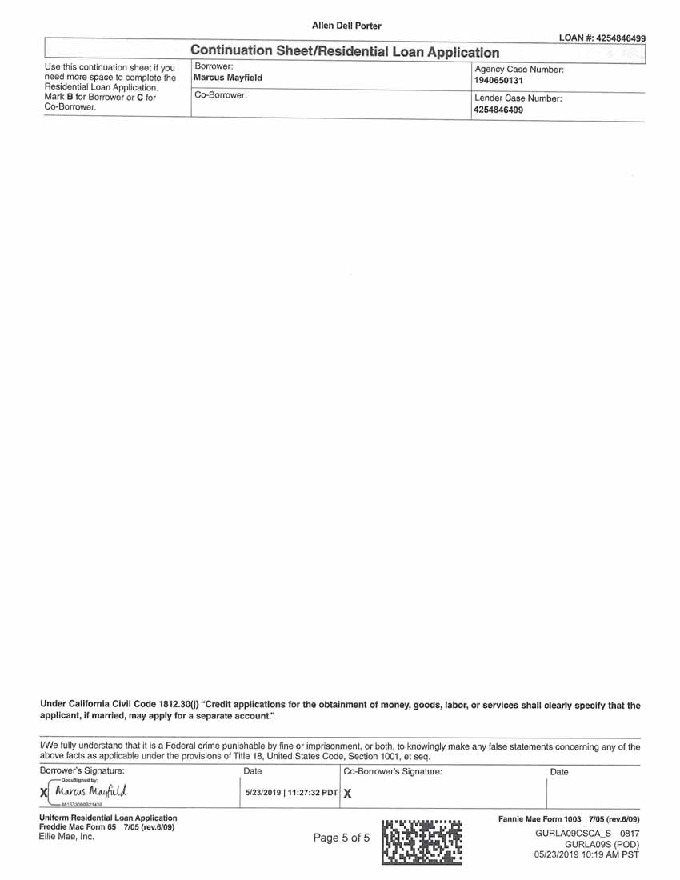 Allen Dell Porter
LOAN #: 4254846499
Continuation Sheet/Residential Loan Application
Use this continuation sheet if you
need more space to complete the
Residential Loan Application.
Mark B for Borrower or C for
Co-Borrower.
Borrower:
Marcus Mayfield
Co-Borrower:
Agency Case Number:
1940650131
Lender Case Number:
4254846499
Under California Civil Code 1812.30(j) "Credit applications for the obtainment of money, goods, labor, or services shall clearly specify that the
applicant, if married, may apply for a separate account."
I/We fully understand that it is a Federal crime punishable by fine or imprisonment, or both, to knowingly make any false statements concerning any of the
above facts as applicable under the provisions of Title 18, United States Code, Section 1001, et seq.
Borrower's Signature:
Date
Co-Borrower's Signature:
Date
DocuSigned by:
X Marcus Mayfield
5/23/2019 | 11:27:32 PDT
X
Uniform Residential Loan Application
Freddie Mac Form 65 7/05 (rev.6/09)
Ellie Mae, Inc.
Page 5 of 5
Fannie Mae Form 1003 7/05 (rev.6/09)
GURLA09CSCA_S 0817
GURLA09S (POD)
05/23/2019 10:19 AM PST